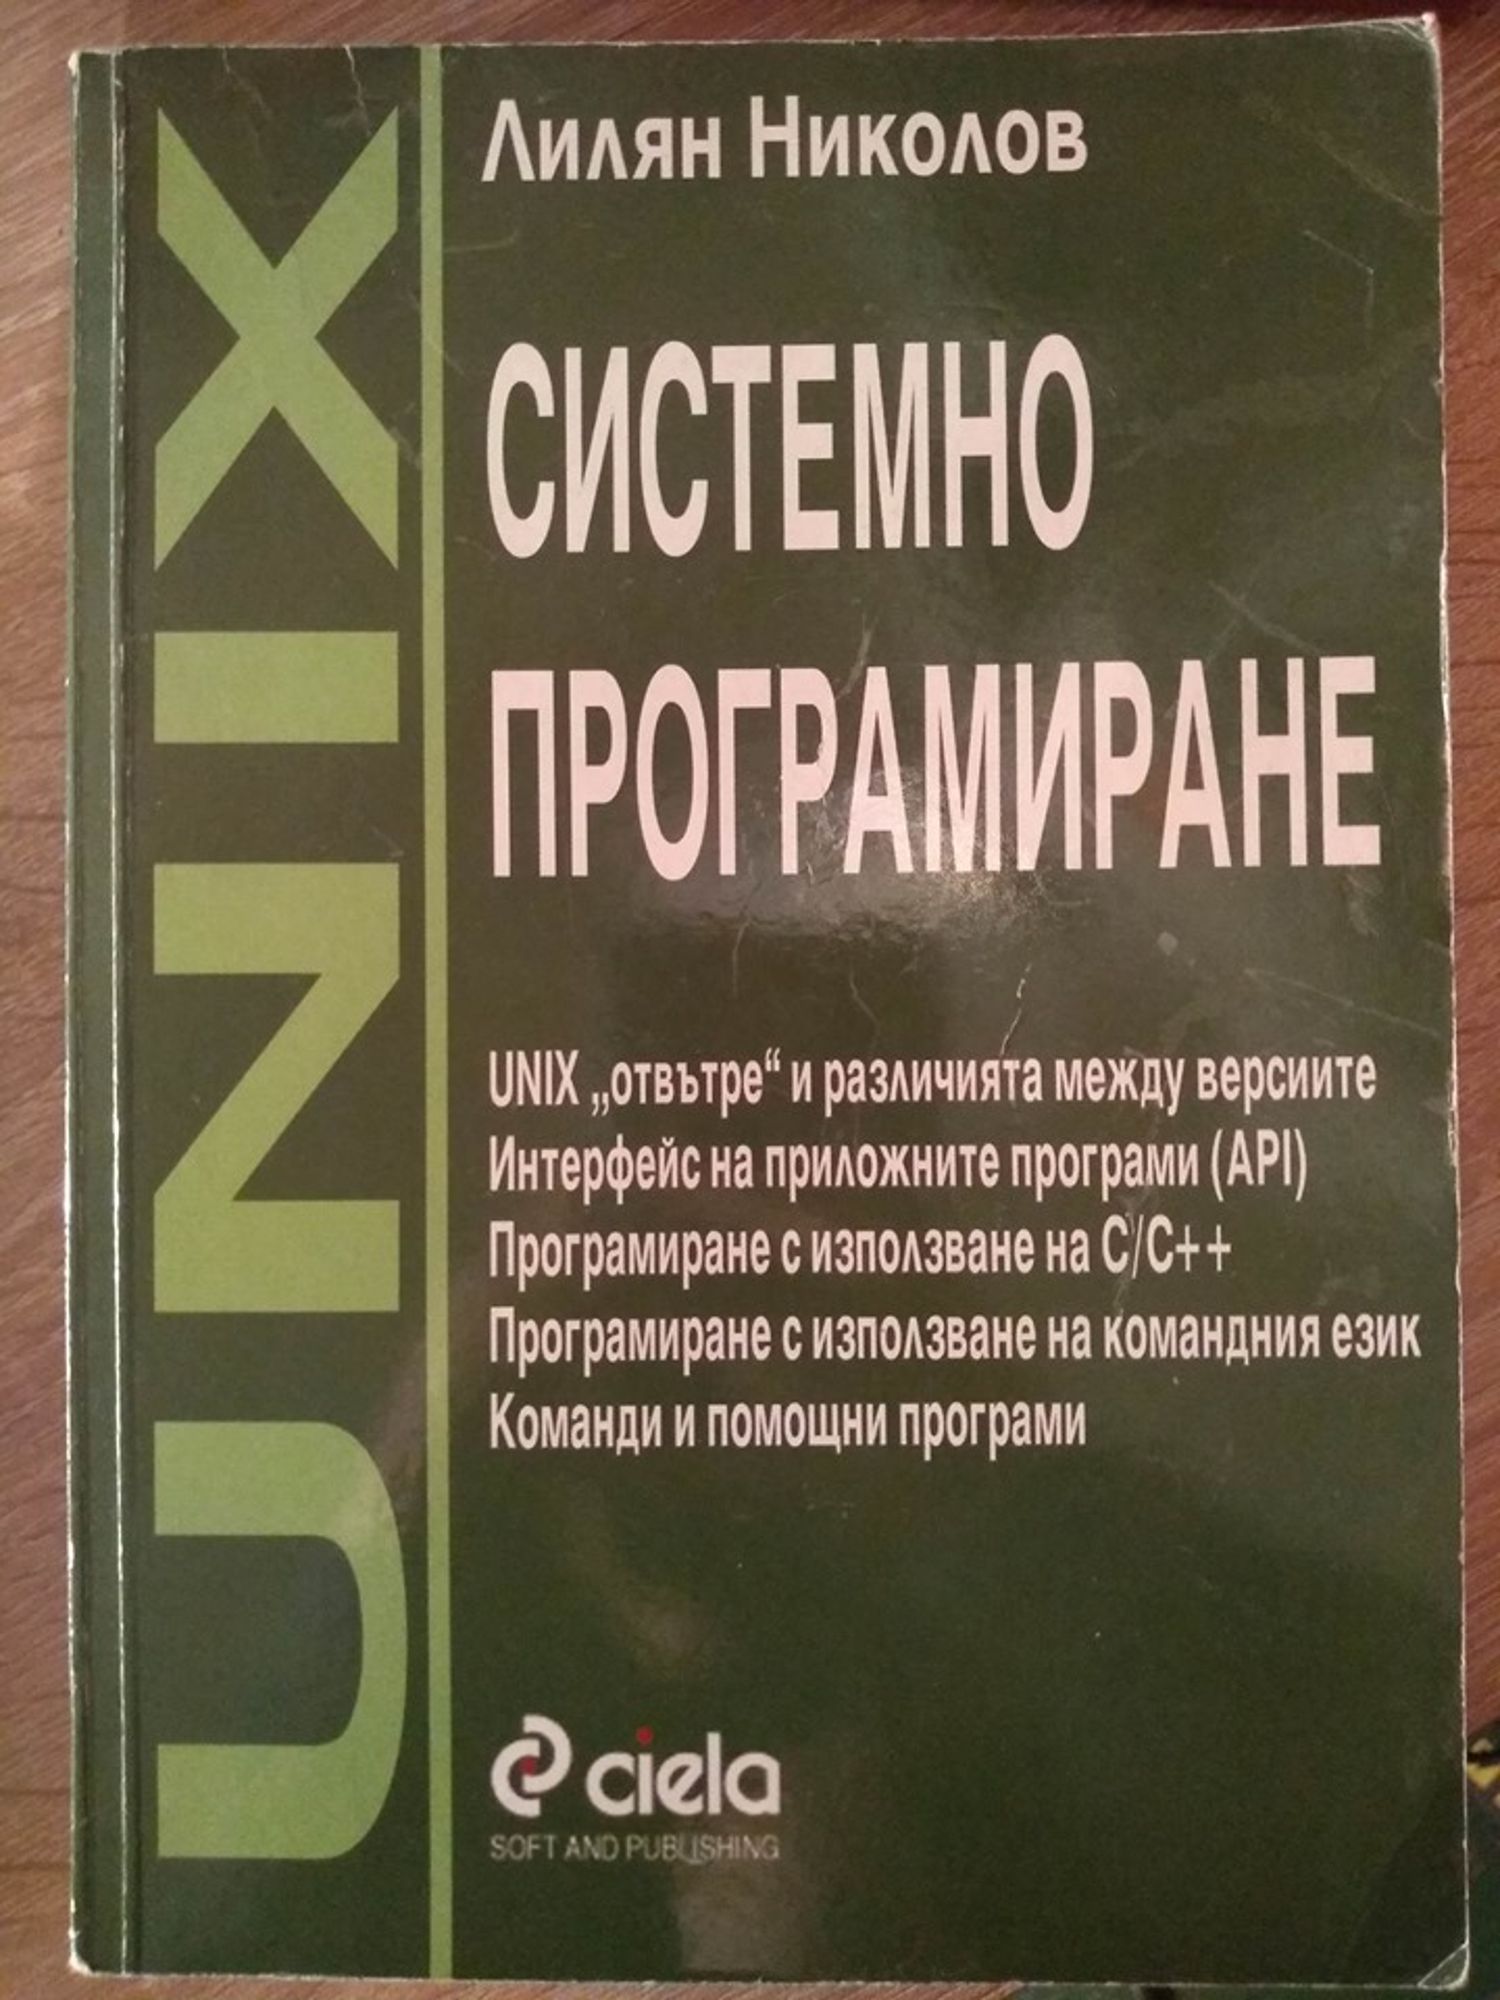 Лилян Николов
UNIX
СИСТЕМНО
ПРОГРАМИРАНЕ
UNIX „отвътре“ и различията между версиите
Интерфейс на приложните програми (API)
Програмиране с използване на C/C++
Програмиране с използване на командния език
Команди и помощни програми
ciela
SOFT AND PUBLISHING